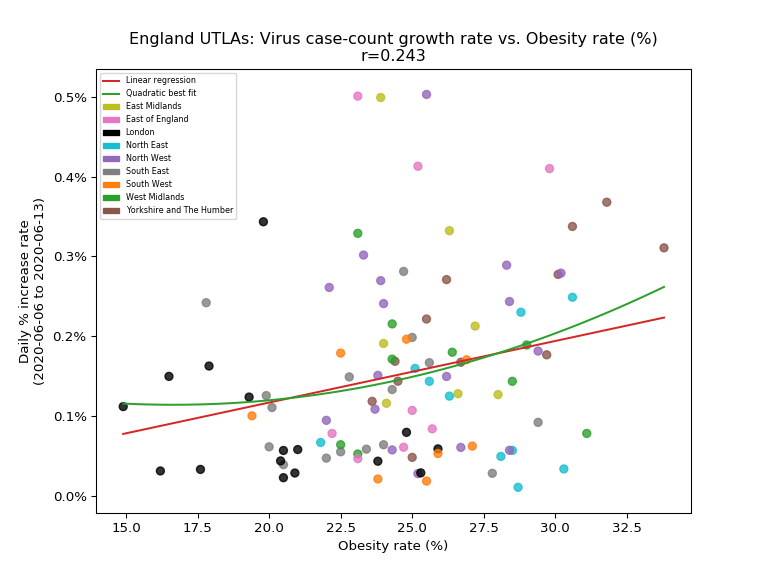 England UTLAs: Virus case-count growth rate vs. Obesity rate (%)
r=0.243
Linear regression
Quadratic best fit
East Midlands
East of England
London
North East
North West
South East
South West
West Midlands
Yorkshire and The Humber
0.5%
0.4%
0.3%
0.2%
0.1%
0.0%
Daily % increase rate
(2020-06-06 to 2020-06-13)
15.0 17.5 20.0 22.5 25.0 27.5 30.0 32.5
Obesity rate (%)